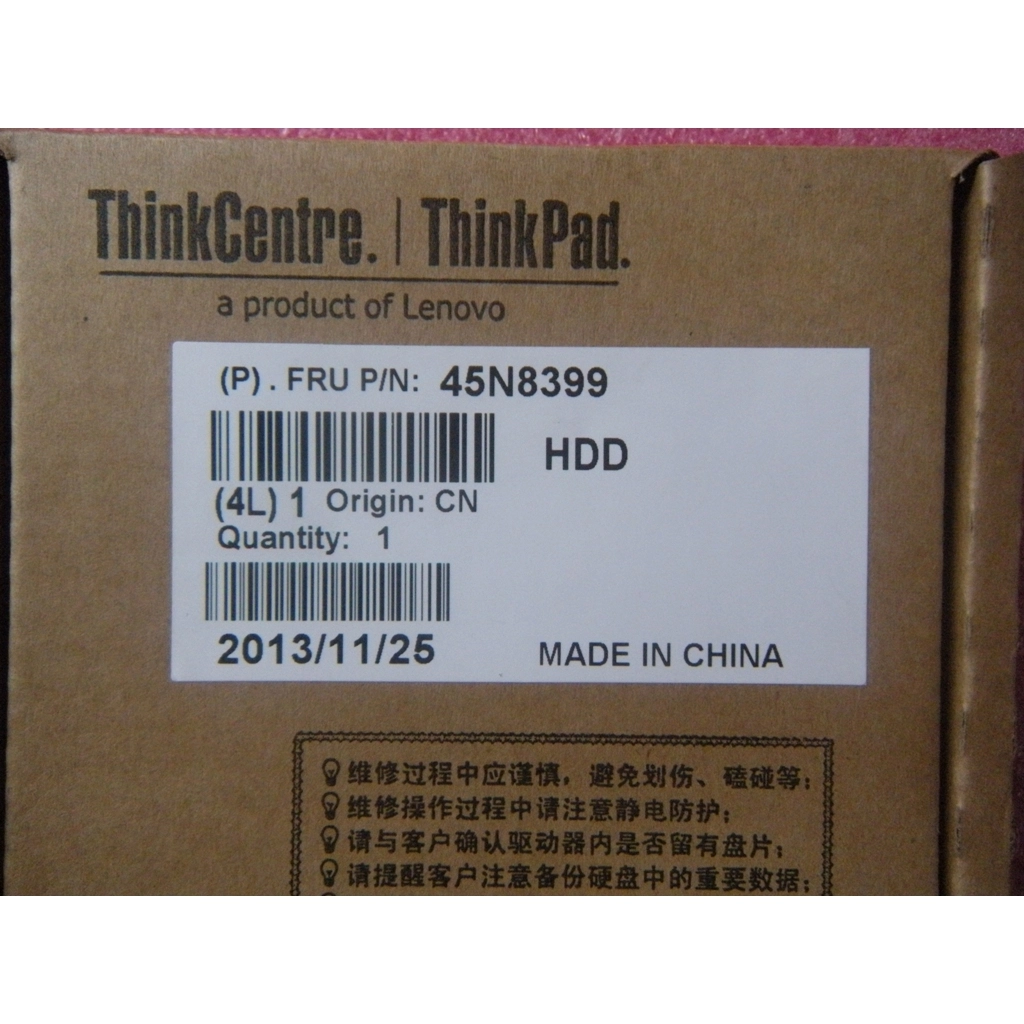 ThinkCentre. | ThinkPad.
a product of Lenovo
(P) . FRU P/N: 45N8399
HDD
(4L) 1 Origin: CN
Quantity: 1
2013/11/25
MADE IN CHINA
维修过程中应谨慎，避免划伤、磕碰等；
维修操作过程中请注意静电防护；
请与客户确认驱动器内是否留有盘片；
请提醒客户注意备份硬盘中的重要数据；